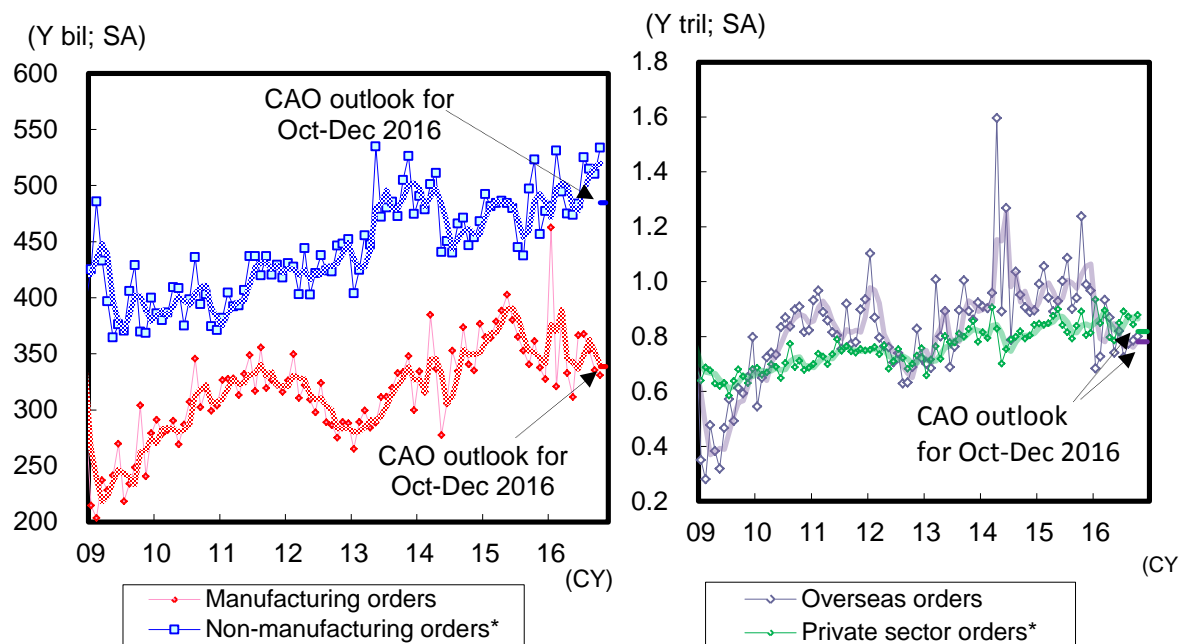 (Y bil; SA)
600
550
500
450
400
350
300
250
200
CAO outlook for
Oct-Dec 2016
CAO outlook for
Oct-Dec 2016
09 10 11 12 13 14 15 16
(CY)
Manufacturing orders
Non-manufacturing orders*
(Y tril; SA)
1.8
1.6
1.4
1.2
1.0
0.8
0.6
0.4
0.2
CAO outlook
for Oct-Dec 2016
09 10 11 12 13 14 15 16
(CY
Overseas orders
Private sector orders*